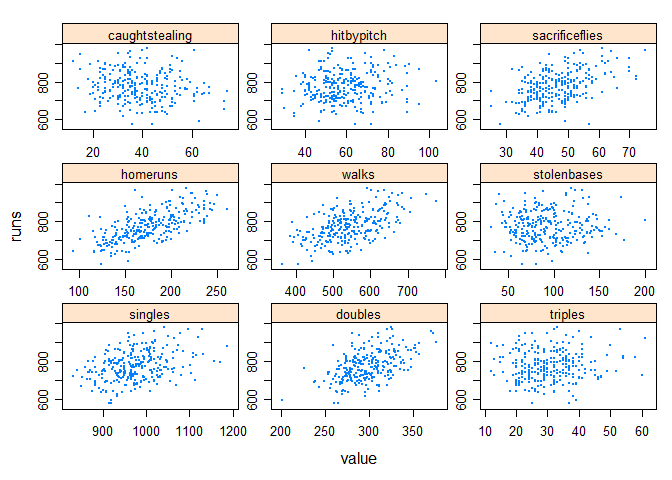 caughtstealing hitbypitch sacrificeflies
800
600
800
600
800
600
20 40 60
40 60 80 100
30 40 50 60 70
homeruns walks stolenbases
800
600
800
600
800
600
100 150 200 250
400 500 600 700
50 100 150 200
singles doubles triples
800
600
800
600
800
600
900 1000 1100 1200
200 250 300 350
10 20 30 40 50 60
runs
value